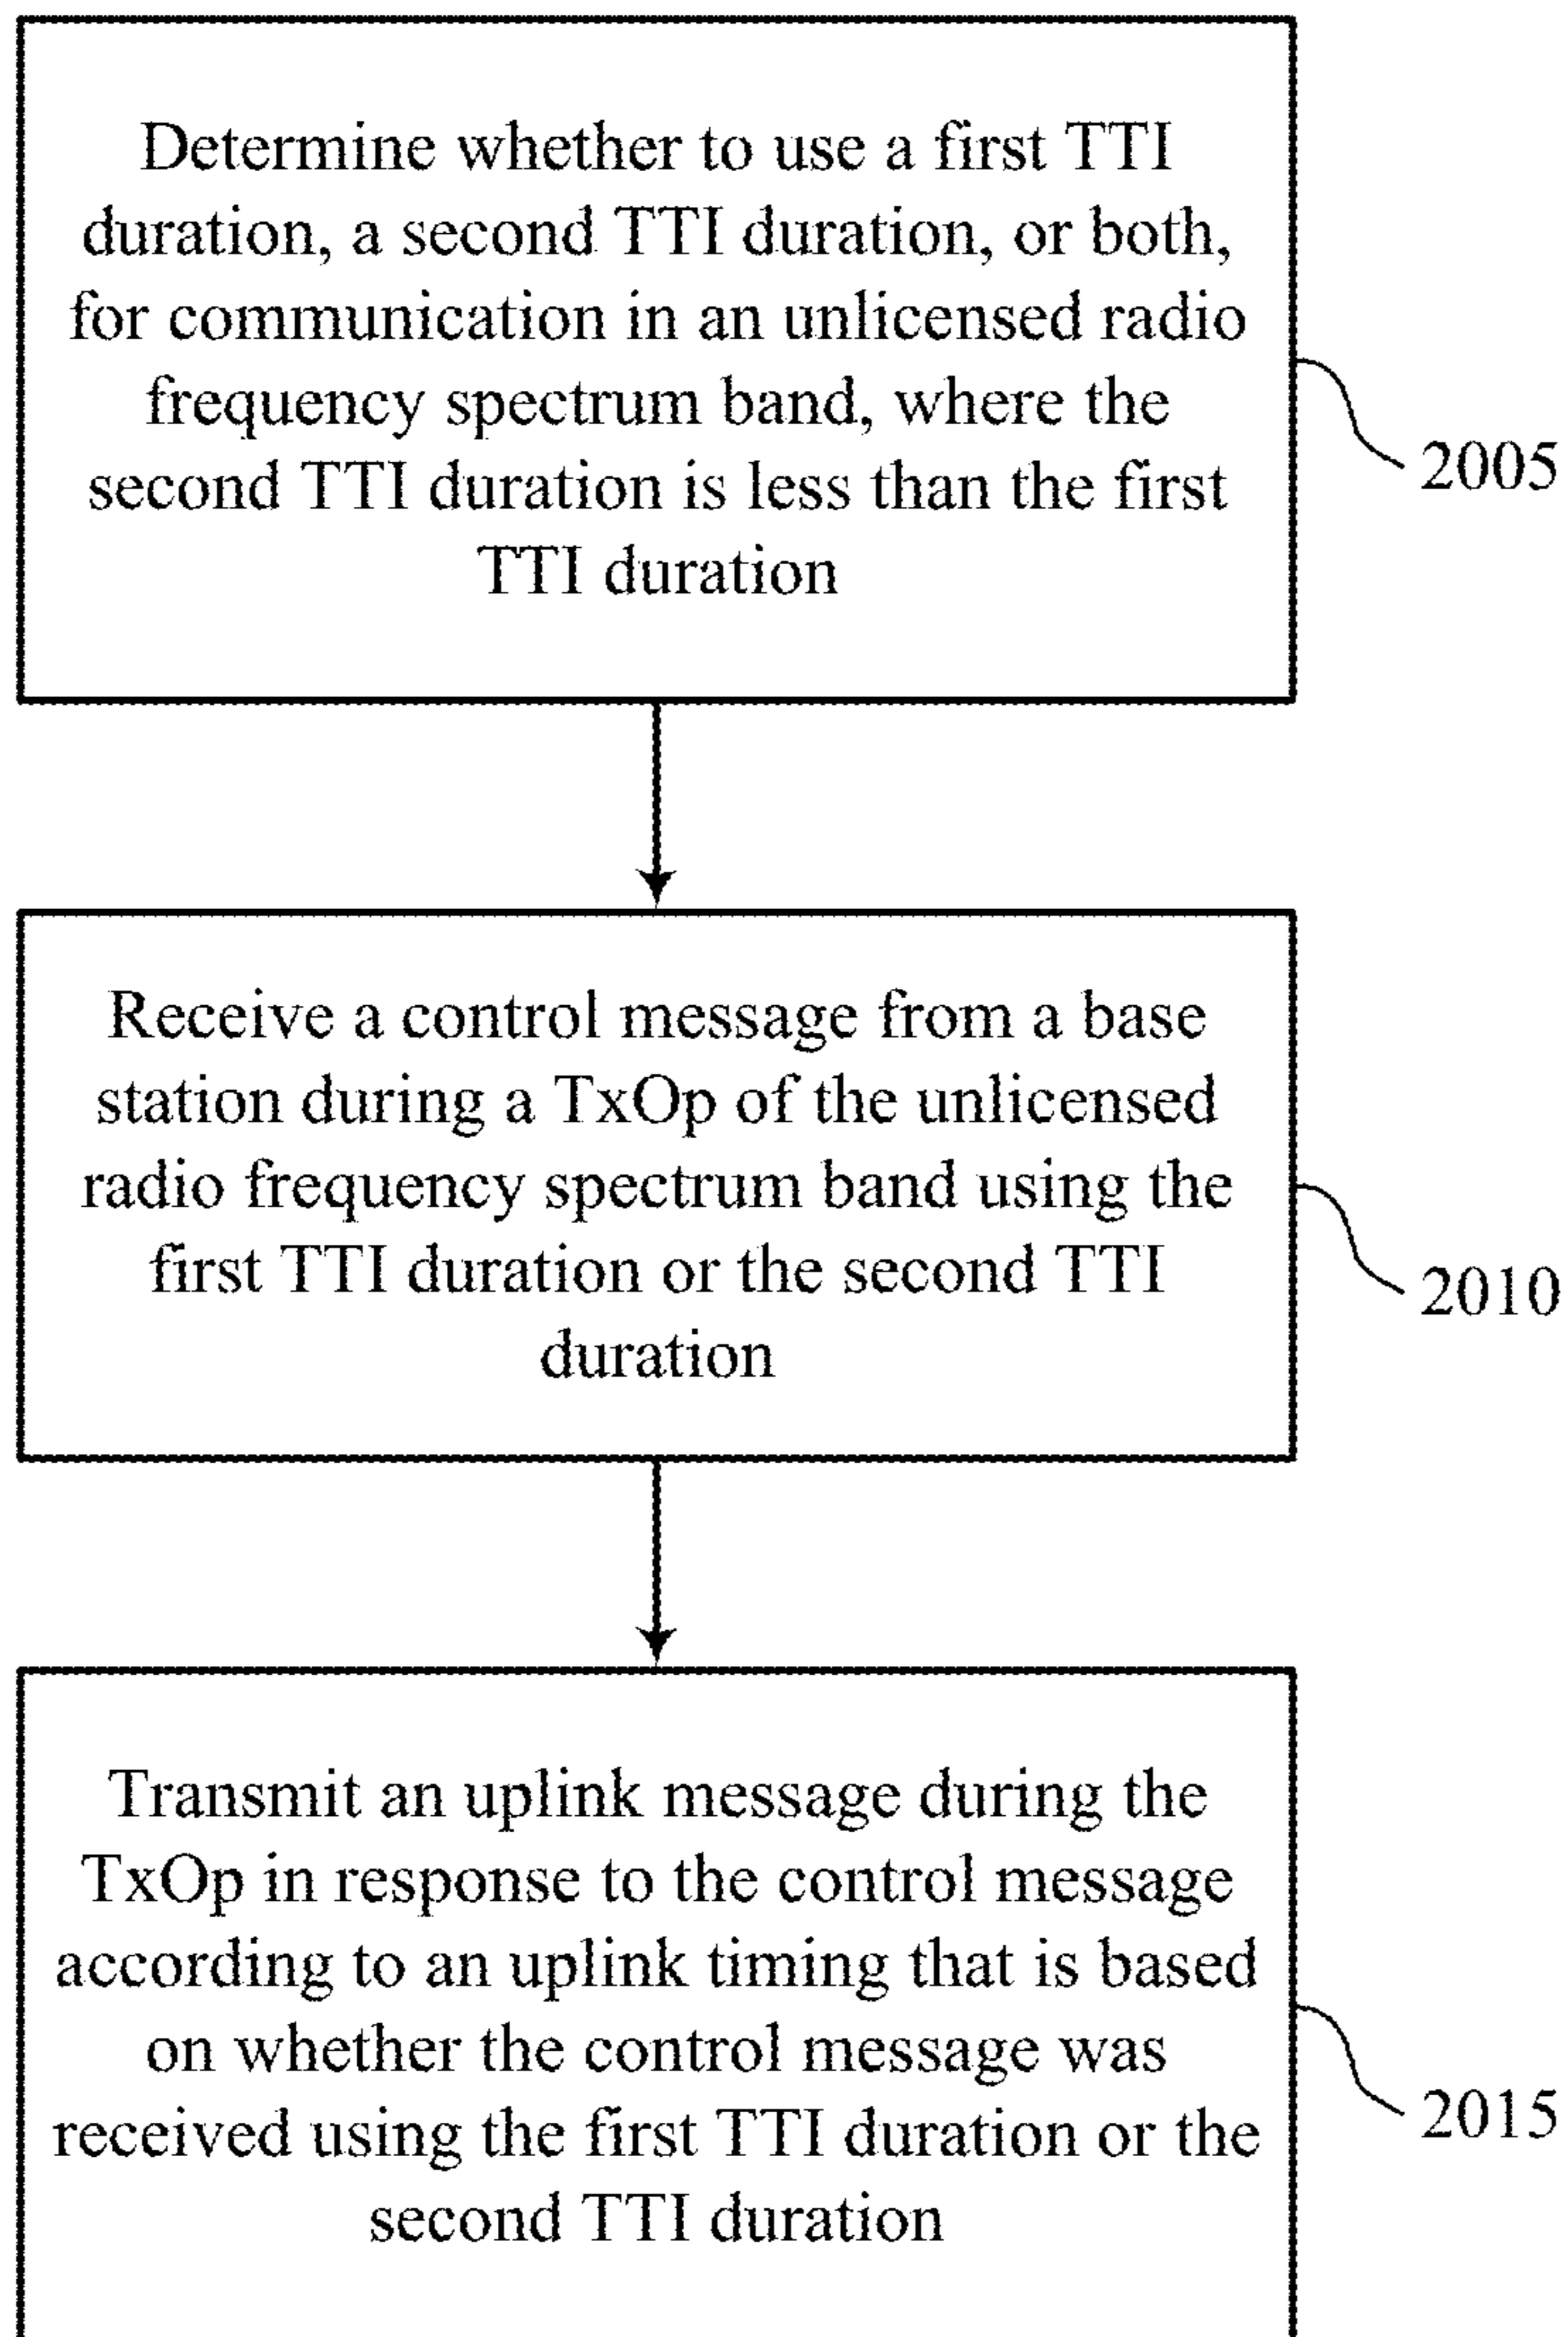 Determine whether to use a first TTI
duration, a second TTI duration, or both,
for communication in an unlicensed radio
frequency spectrum band, where the
second TTI duration is less than the first
TTI duration
2005
Receive a control message from a base
station during a TxOp of the unlicensed
radio frequency spectrum band using the
first TTI duration or the second TTI
duration
2010
Transmit an uplink message during the
TxOp in response to the control message
according to an uplink timing that is based
on whether the control message was
received using the first TTI duration or the
second TTI duration
2015